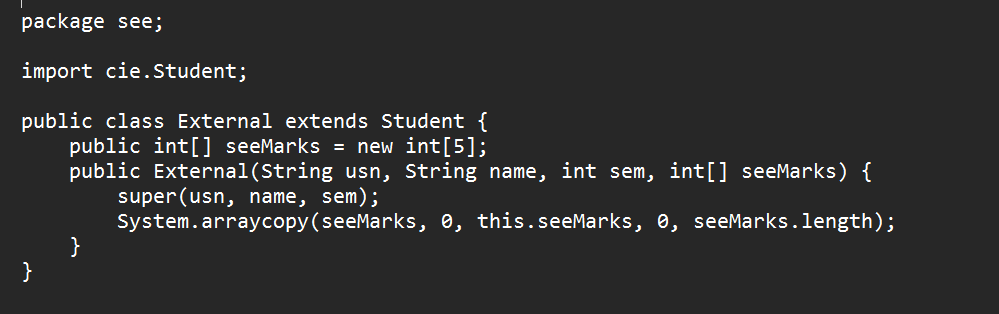 package see;

import cie.Student;

public class External extends Student {
    public int[] seeMarks = new int[5];
    public External(String usn, String name, int sem, int[] seeMarks) {
        super(usn, name, sem);
        System.arraycopy(seeMarks, 0, this.seeMarks, 0, seeMarks.length);
    }
}